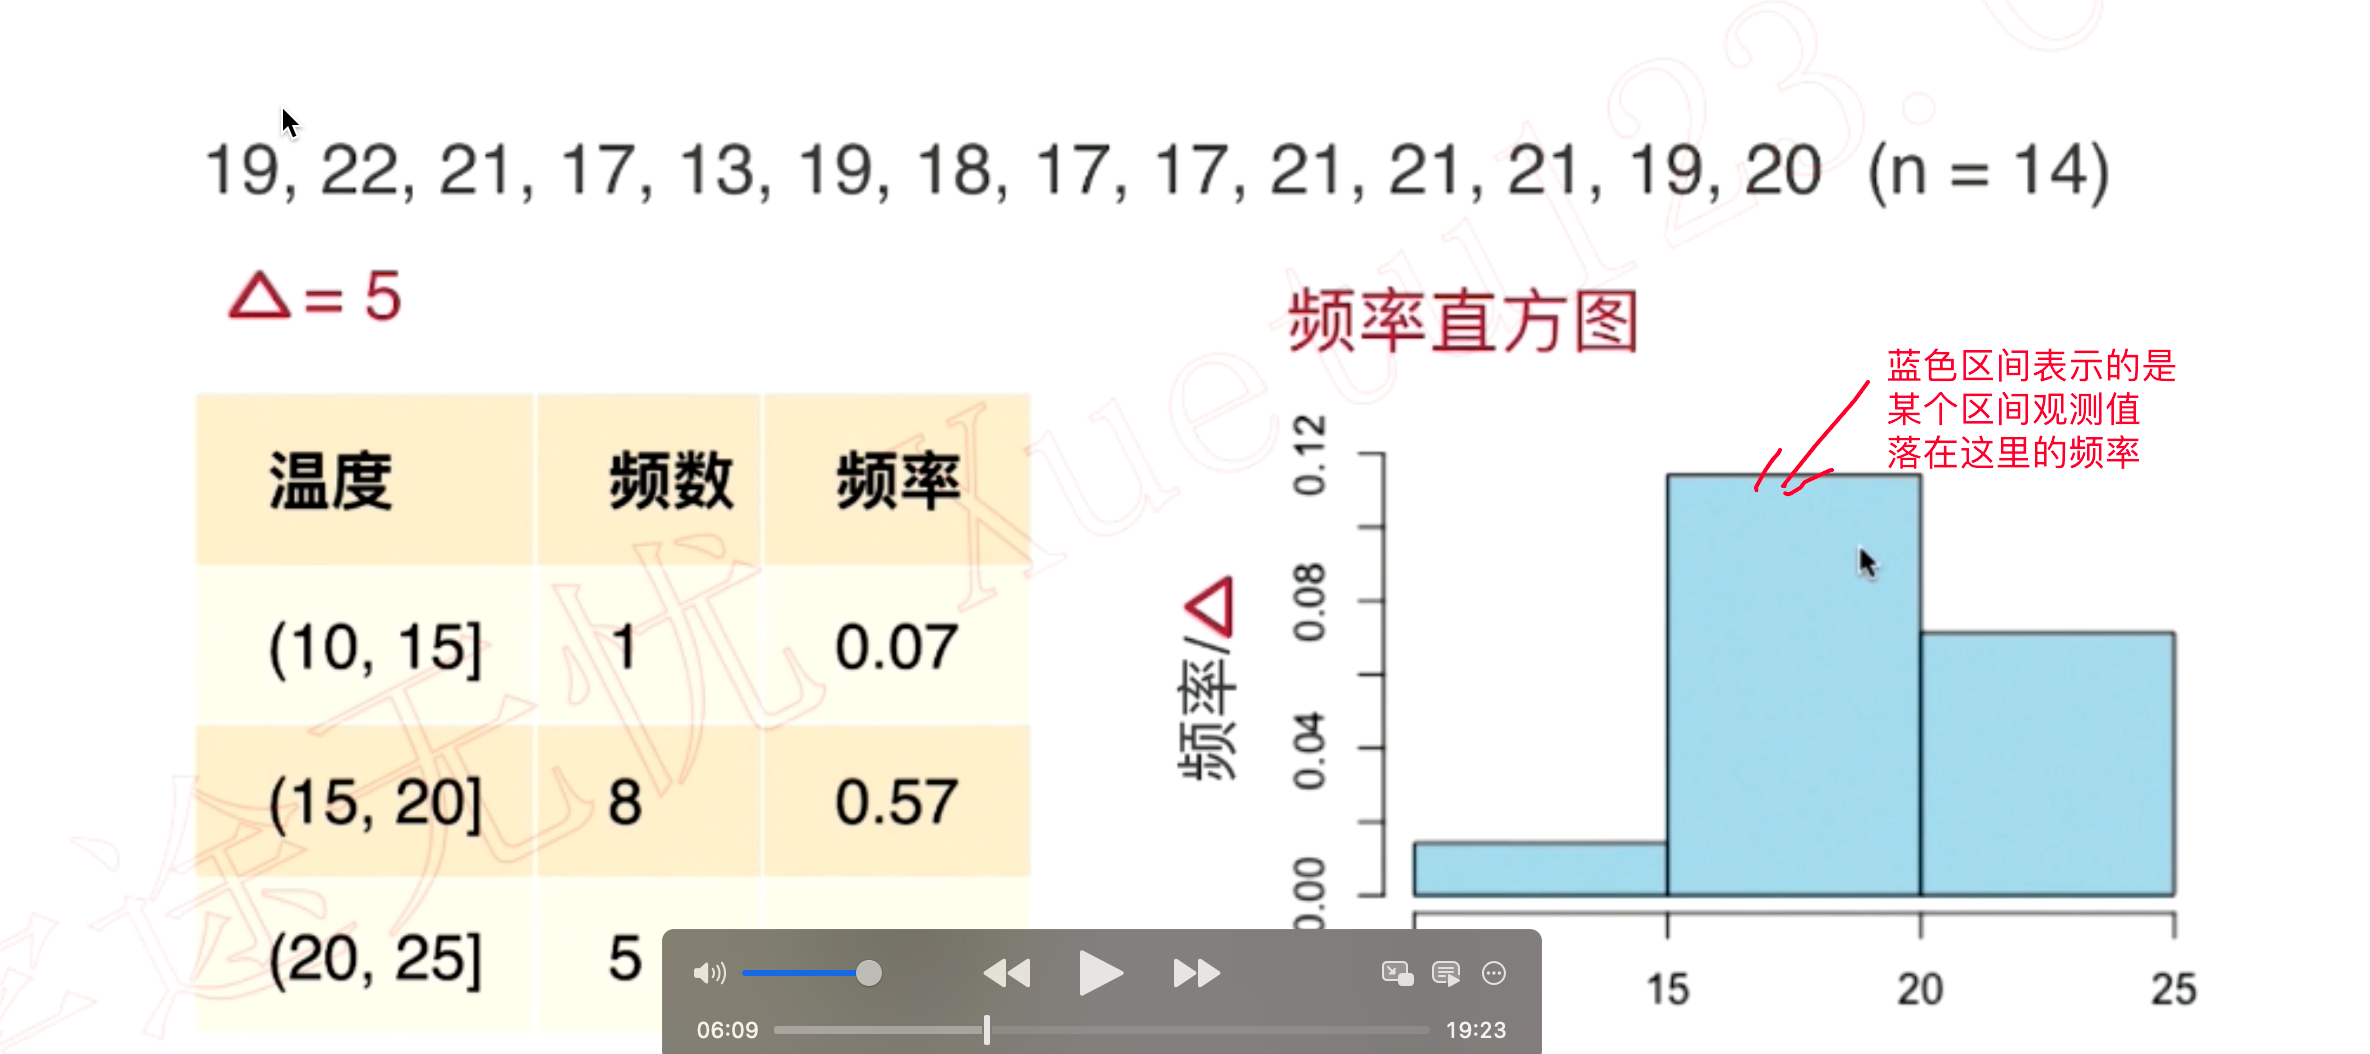 19, 22, 21, 17, 13, 19, 18, 17, 17, 21, 21, 21, 19, 20 (n = 14)
△= 5
频率直方图
蓝色区间表示的是
某个区间观测值
落在这里的频率
温度 频数 频率
(10, 15] 1 0.07
(15, 20] 8 0.57
(20, 25] 5
频率/△
0.12
0.08
0.04
0.00
15 20 25
06:09 19:23
途无忧 Xuetu123.